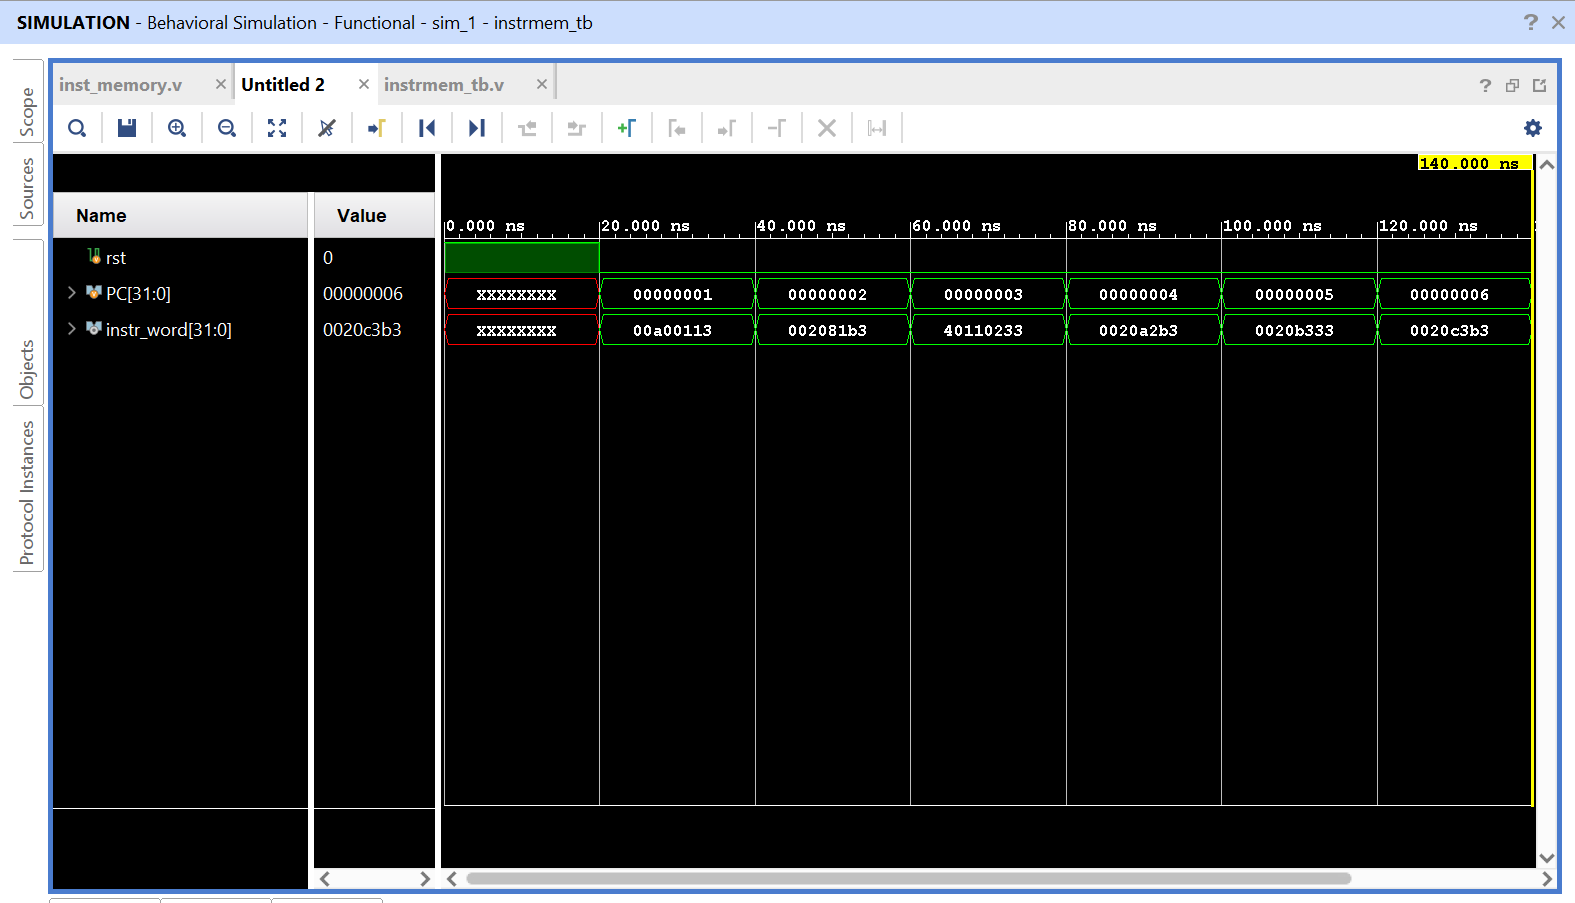 SIMULATION - Behavioral Simulation - Functional - sim_1 - instrmem_tb
? ×
Scope
Sources
Objects
Protocol Instances
inst_memory.v × Untitled 2 × instrmem_tb.v ×
?
140.000 ns
Name Value
0.000 ns 20.000 ns 40.000 ns 60.000 ns 80.000 ns 100.000 ns 120.000 ns
rst 0
PC[31:0] 00000006 XXXXXXXX 00000001 00000002 00000003 00000004 00000005 00000006
instr_word[31:0] 0020c3b3 XXXXXXXX 00a00113 002081b3 40110233 0020a2b3 0020b333 0020c3b3